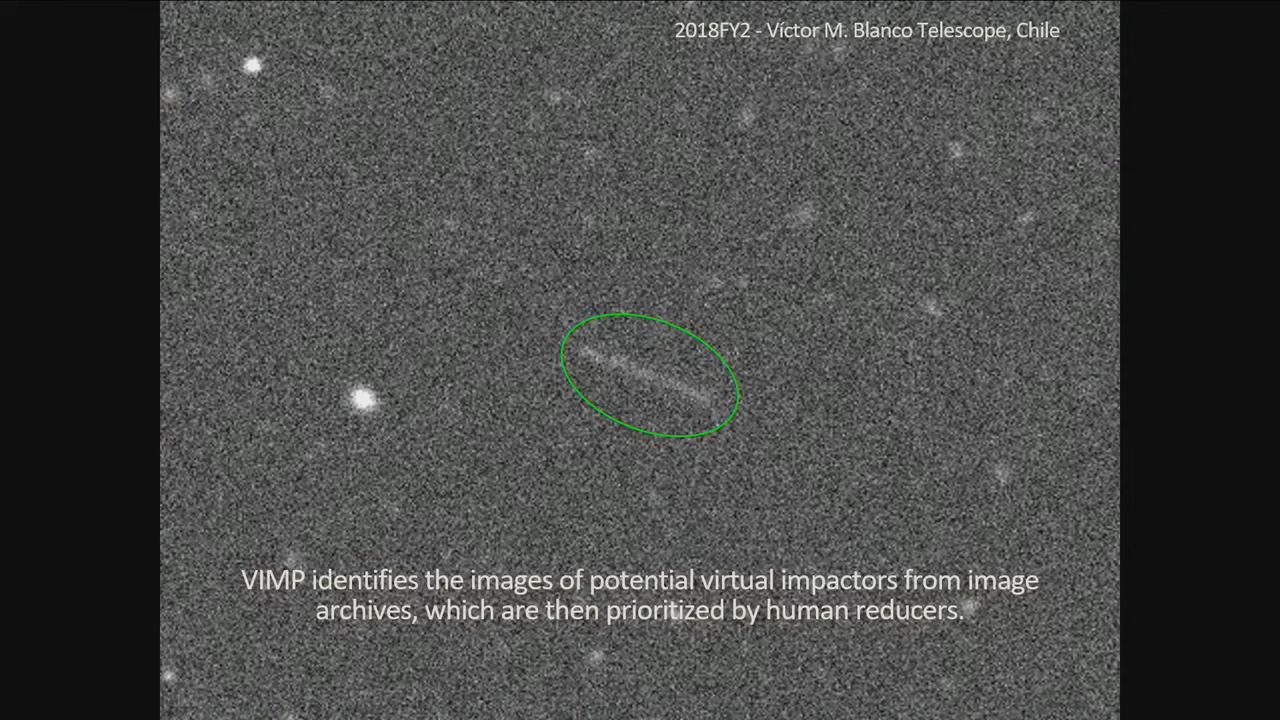 2018FY2 - Víctor M. Blanco Telescope, Chile
VIMP identifies the images of potential virtual impactors from image
archives, which are then prioritized by human reducers.